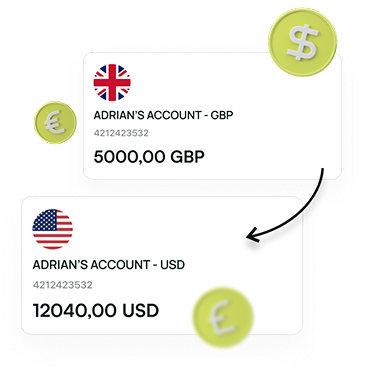 $
€
ADRIAN'S ACCOUNT - GBP
4212423532
5000,00 GBP
ADRIAN'S ACCOUNT - USD
4212423532
12040,00 USD
£